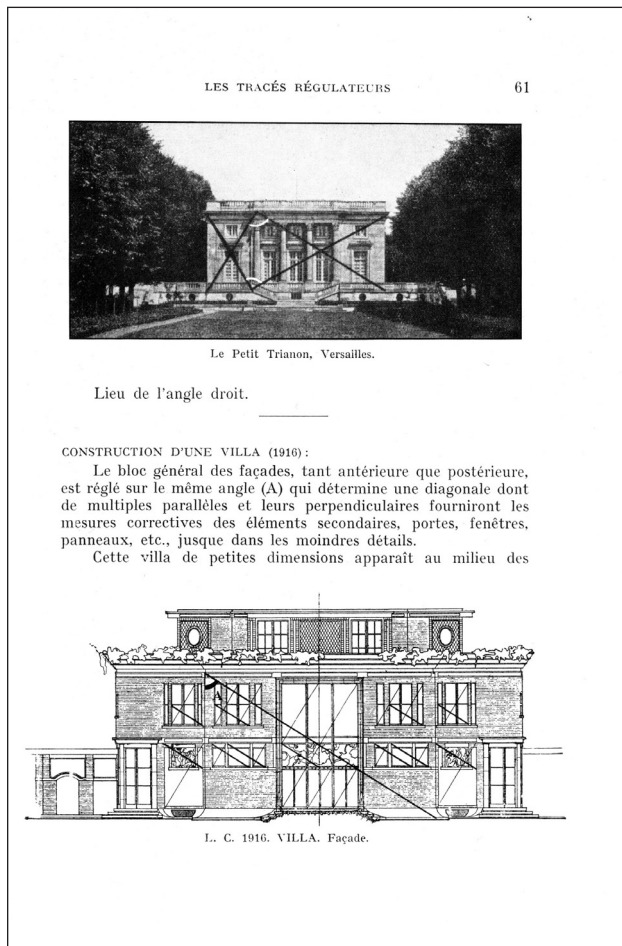 LES TRACÉS RÉGULATEURS 61
Le Petit Trianon, Versailles.
Lieu de l'angle droit.
CONSTRUCTION D'UNE VILLA (1916) :
Le bloc général des façades, tant antérieure que postérieure,
est réglé sur le même angle (A) qui détermine une diagonale dont
de multiples parallèles et leurs perpendiculaires fourniront les
mesures correctives des éléments secondaires, portes, fenêtres,
panneaux, etc., jusque dans les moindres détails.
Cette villa de petites dimensions apparaît au milieu des
A
L. C. 1916. VILLA. Façade.